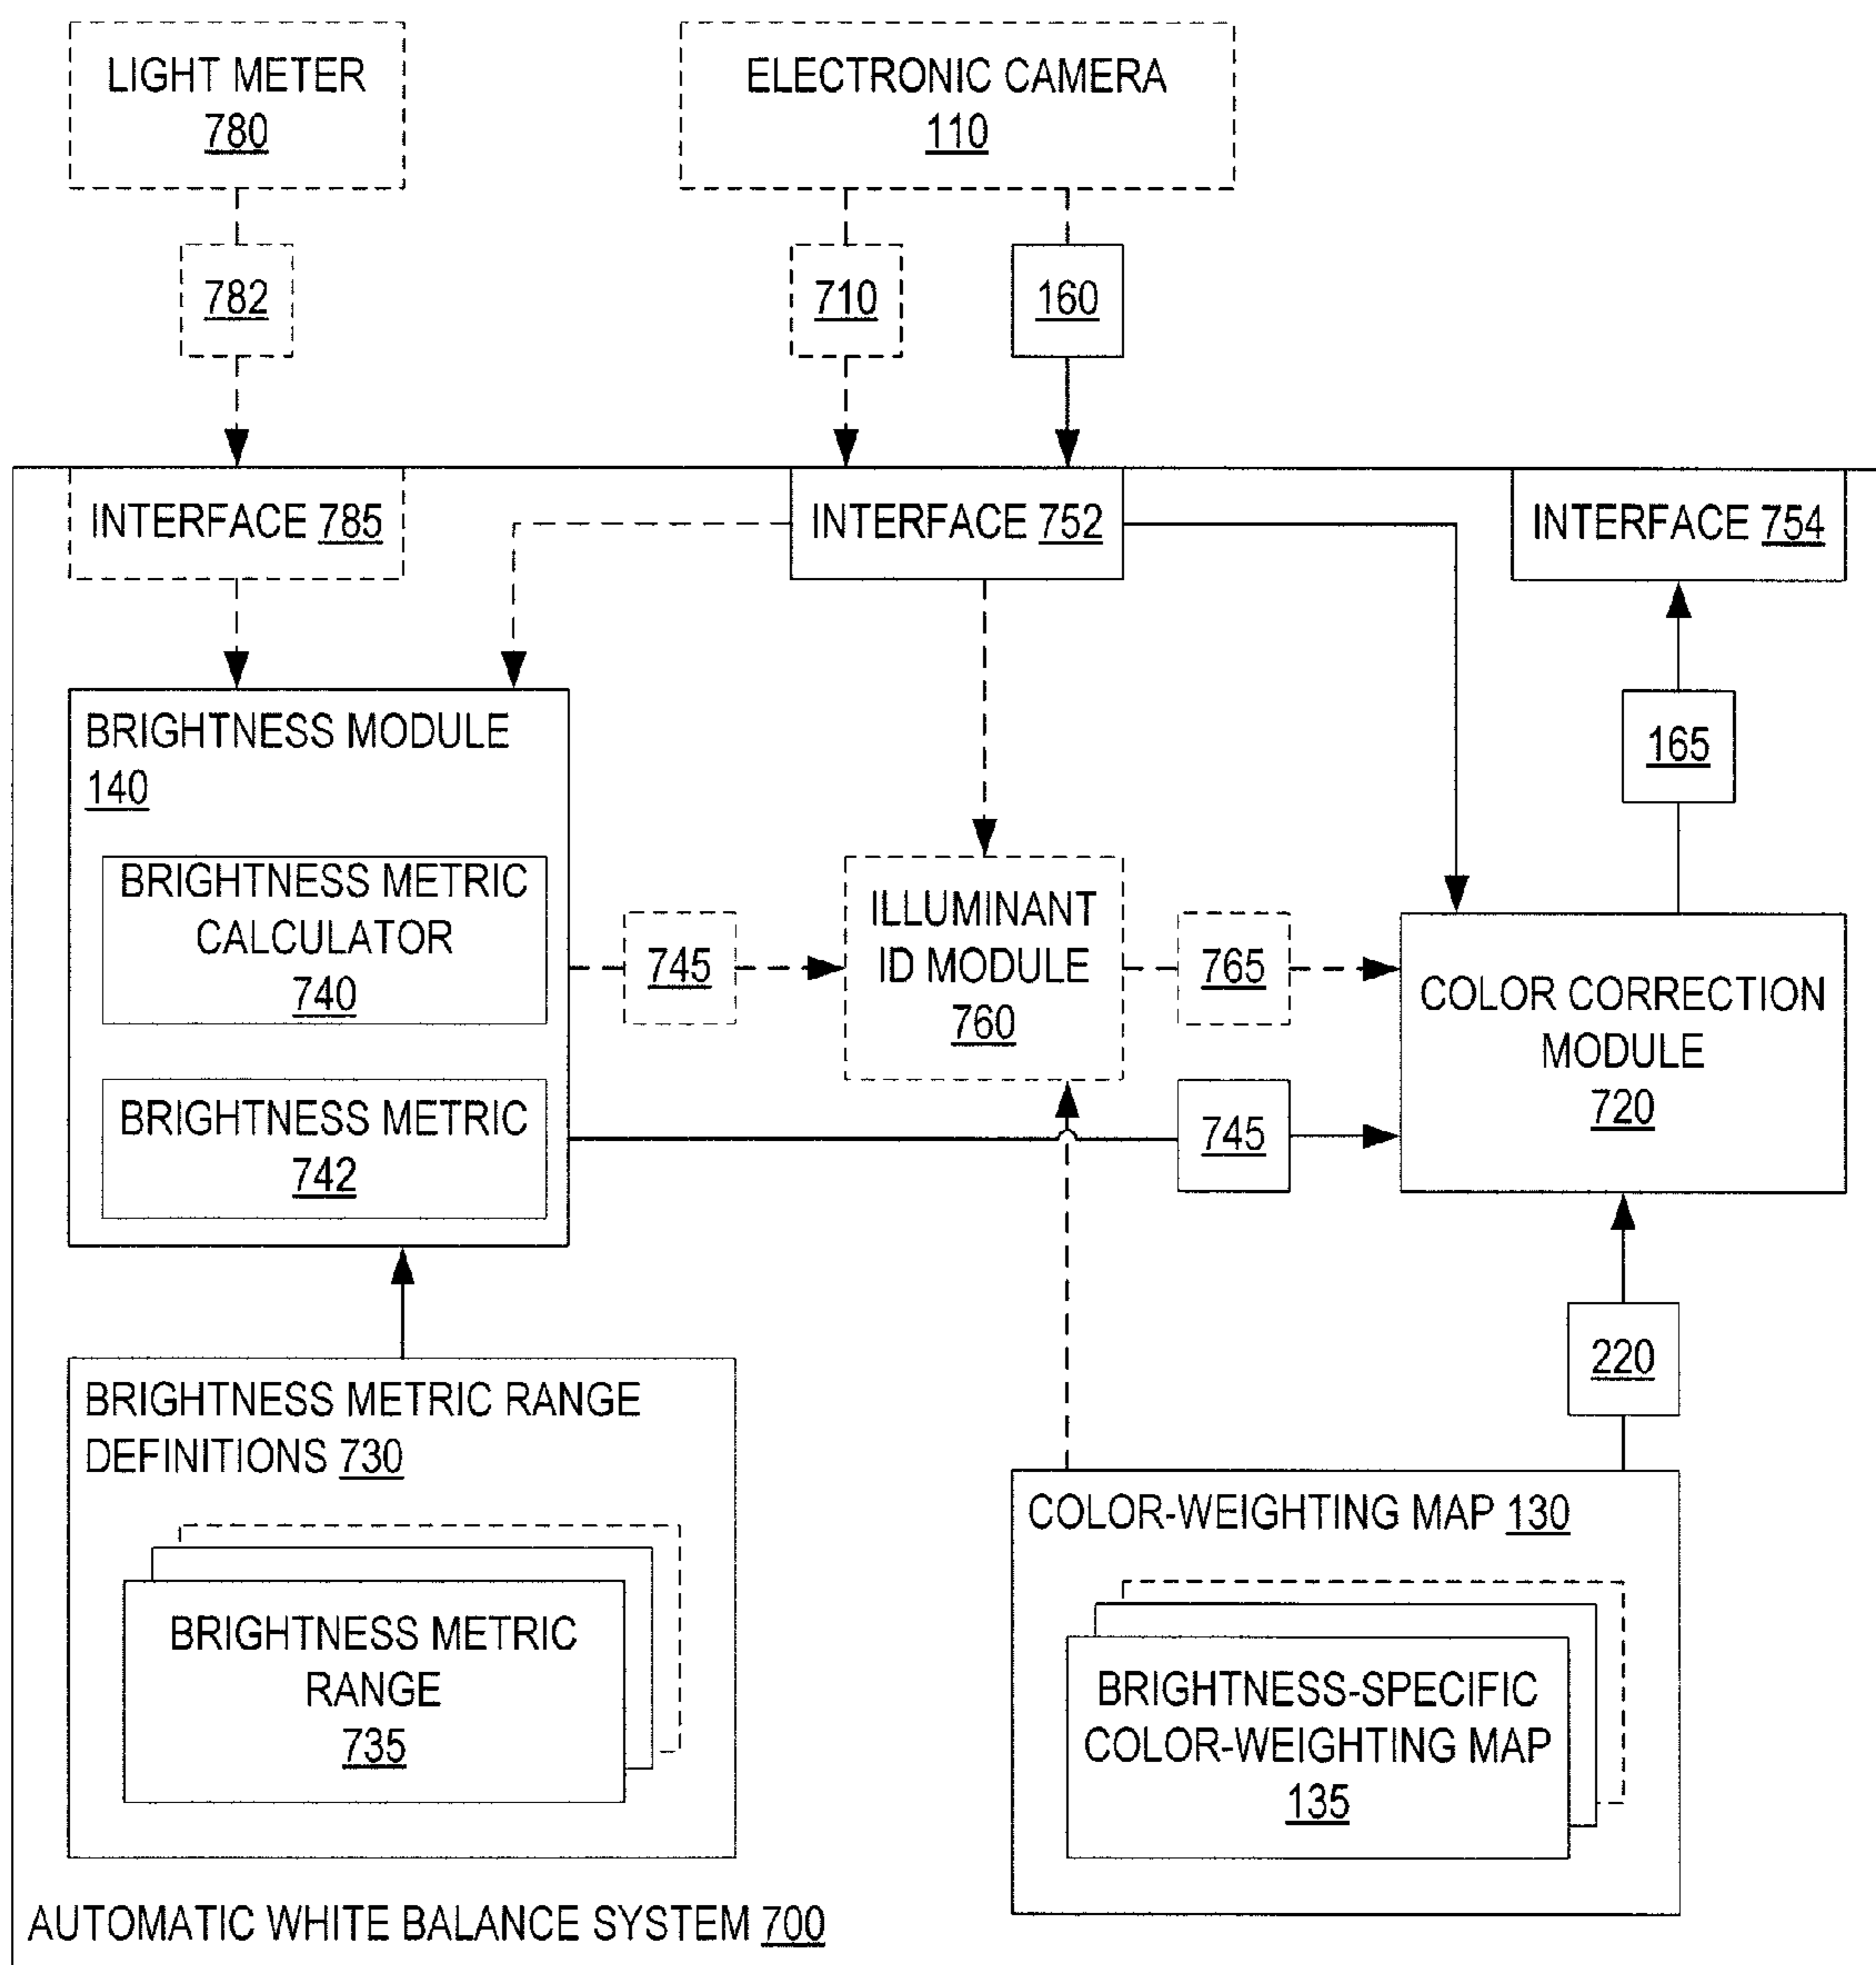 LIGHT METER
780
ELECTRONIC CAMERA
110
782
710
160
INTERFACE 785
INTERFACE 752
INTERFACE 754
BRIGHTNESS MODULE
140
165
BRIGHTNESS METRIC
CALCULATOR
740
745
ILLUMINANT
ID MODULE
760
765
COLOR CORRECTION
MODULE
720
BRIGHTNESS METRIC
742
745
220
BRIGHTNESS METRIC RANGE
DEFINITIONS 730
BRIGHTNESS METRIC
RANGE
735
COLOR-WEIGHTING MAP 130
BRIGHTNESS-SPECIFIC
COLOR-WEIGHTING MAP
135
AUTOMATIC WHITE BALANCE SYSTEM 700